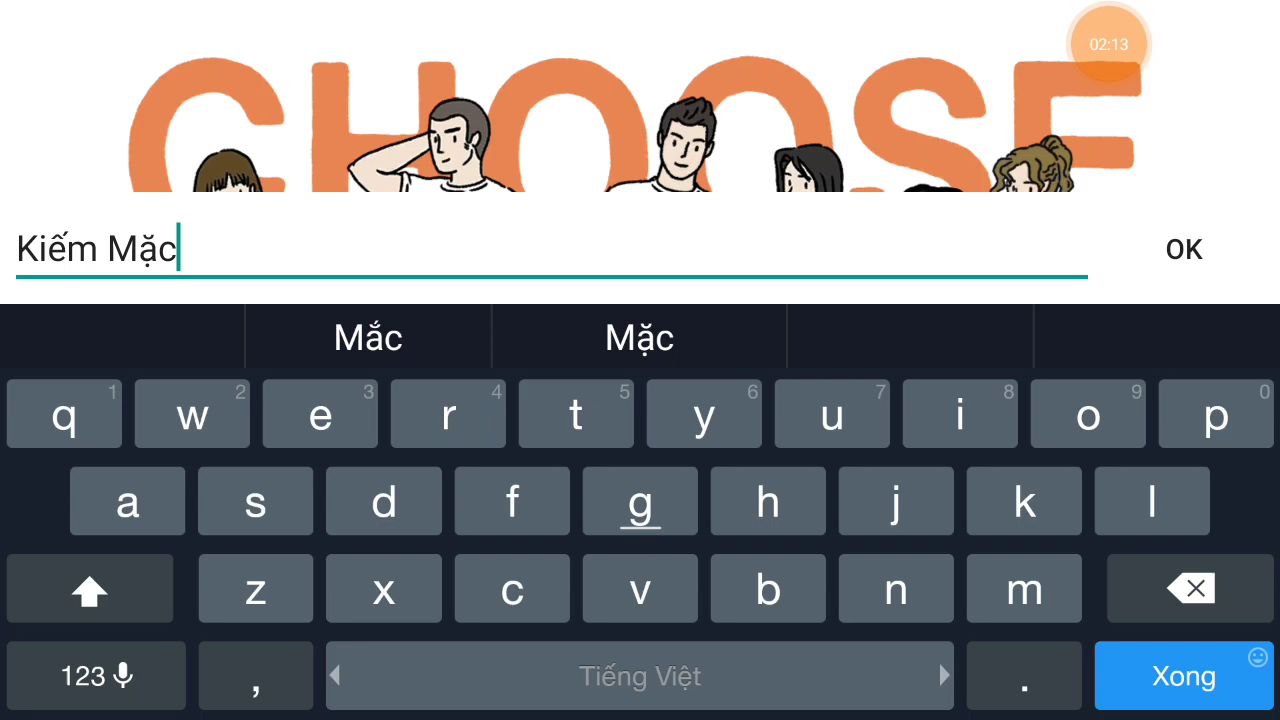 02:13
CHOOSE
Kiếm Mặc
OK
Mắc Mặc
q 1 w 2 e 3 r 4 t 5 y 6 u 7 i 8 o 9 p 0
a s d f g h j k l
z x c v b n m
123 , Tiếng Việt . Xong